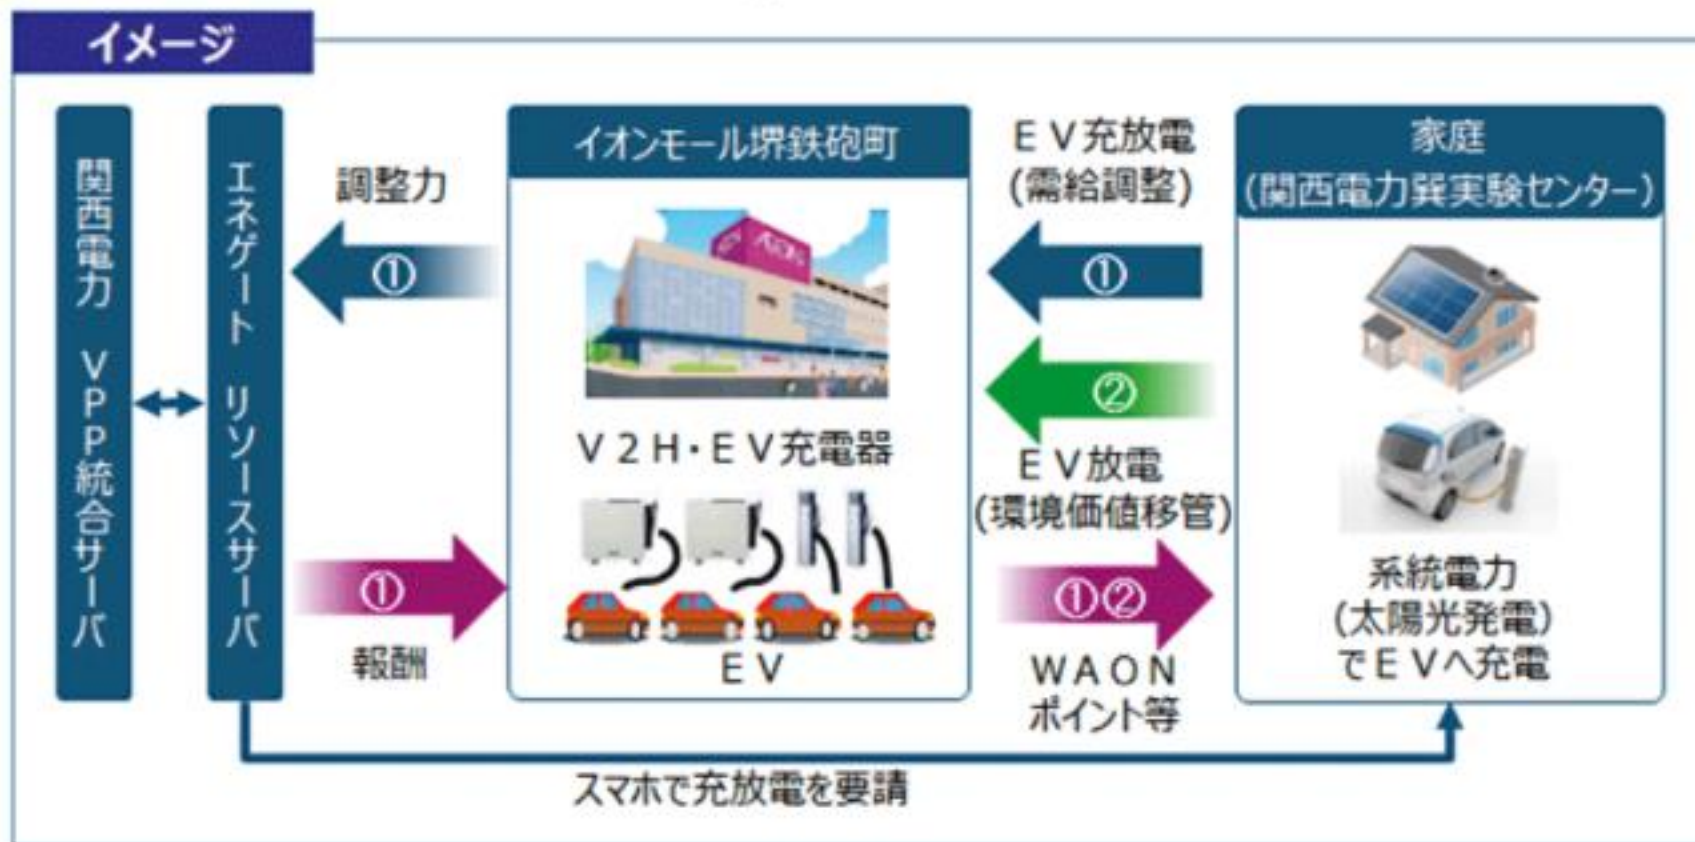 イメージ
関西電力 VPP統合サーバ
エネゲート リソースサーバ
調整力
①
①
報酬
イオンモール堺鉄砲町
AEON
V2H・EV充電器
EV
EV充放電
(需給調整)
①
②
EV放電
(環境価値移管)
①②
WAON
ポイント等
家庭
(関西電力巽実験センター)
系統電力
(太陽光発電)
でEVへ充電
スマホで充放電を要請